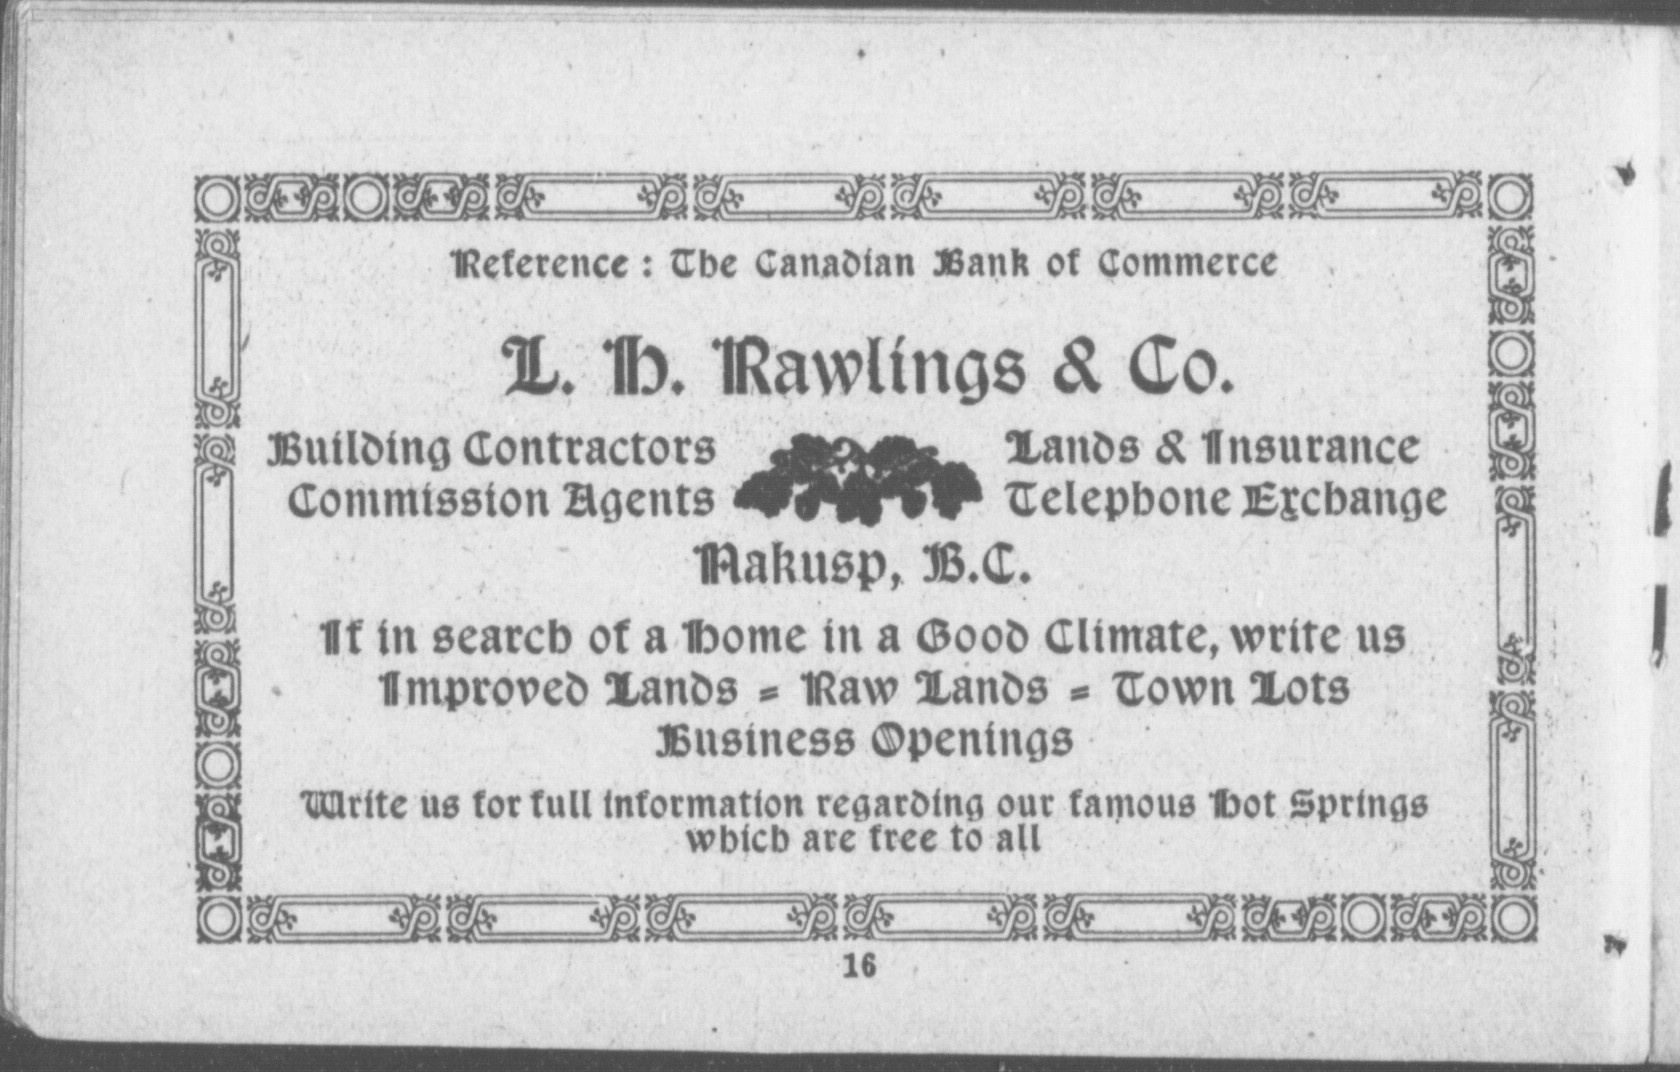 Reference : The Canadian Bank of Commerce
L. H. Rawlings & Co.
Building Contractors
Commission Agents
Lands & Insurance
Telephone Exchange
Nakusp, B.C.
If in search of a Home in a Good Climate, write us
Improved Lands = Raw Lands = Town Lots
Business Openings
Write us for full information regarding our famous Hot Springs
which are free to all
16